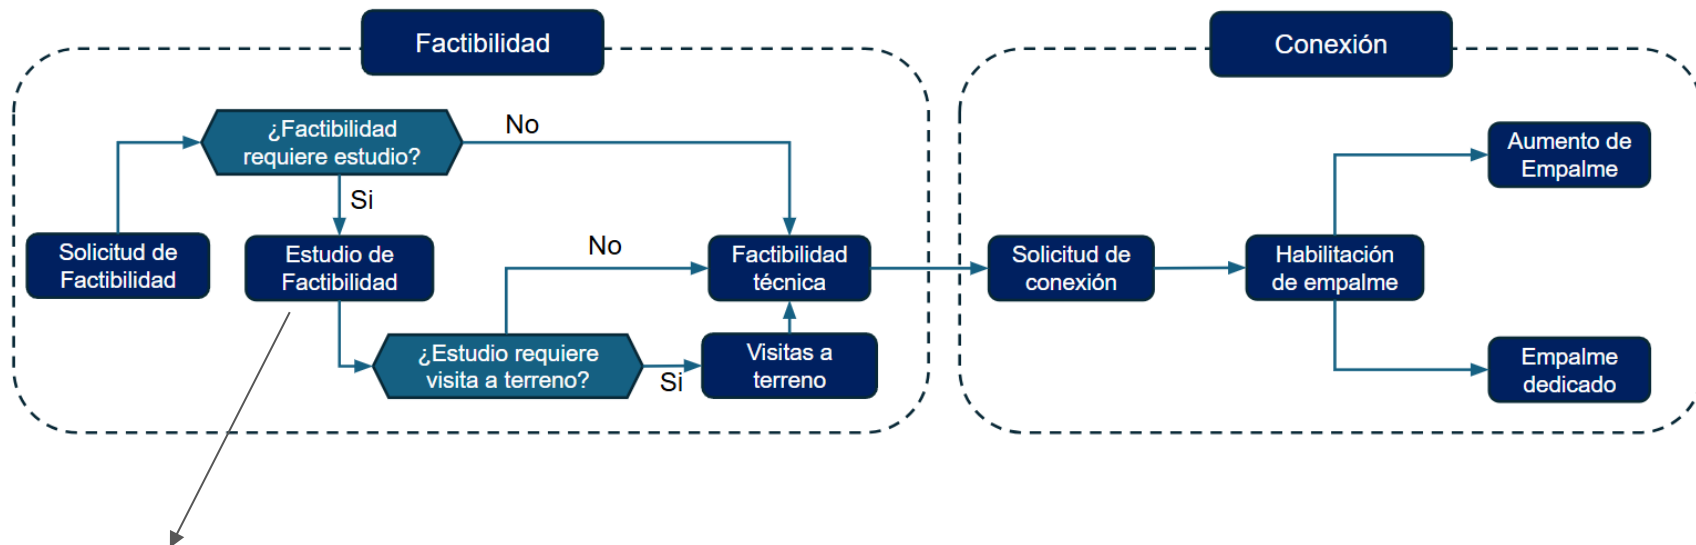 Factibilidad
¿Factibilidad
requiere estudio?
No
Si
Solicitud de
Factibilidad
Estudio de
Factibilidad
No
Factibilidad
técnica
¿Estudio requiere
visita a terreno?
Si
Visitas a
terreno
Conexión
Solicitud de
conexión
Habilitación
de empalme
Aumento de
Empalme
Empalme
dedicado